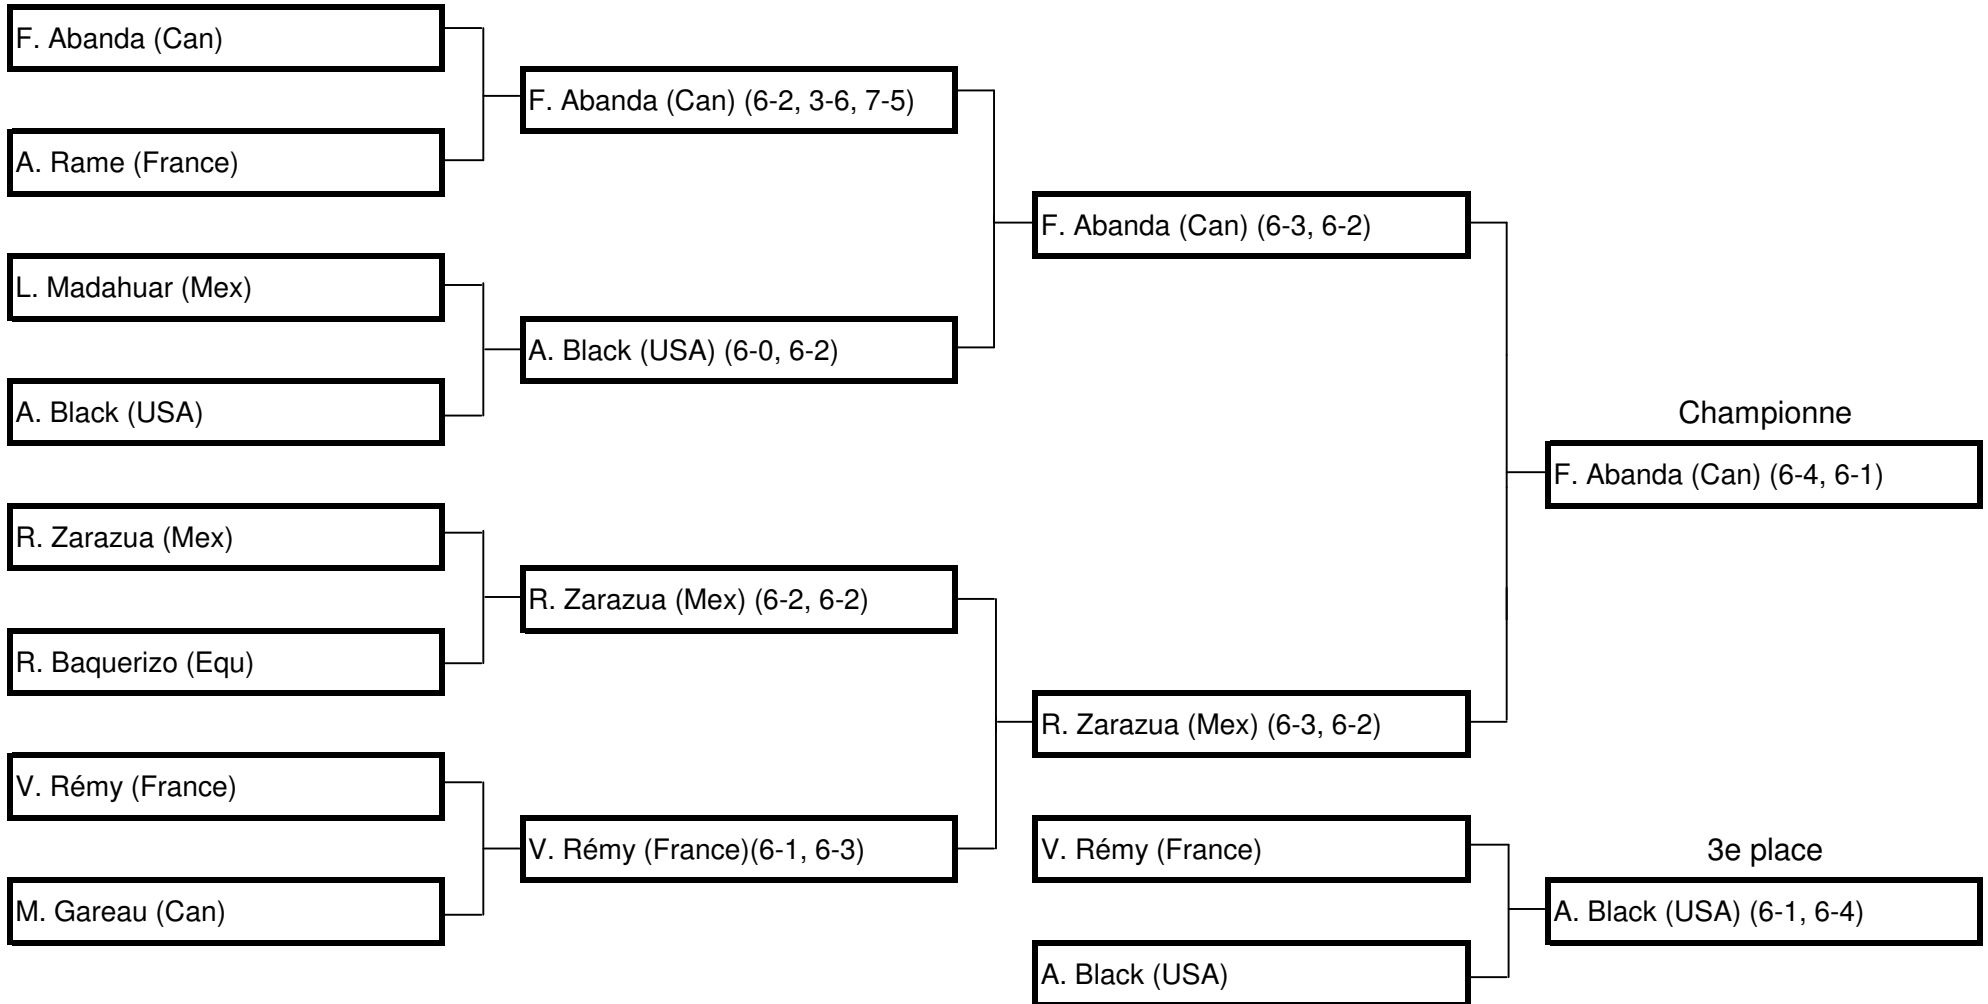 F. Abanda (Can)
F. Abanda (Can) (6-2, 3-6, 7-5)
A. Rame (France)
F. Abanda (Can) (6-3, 6-2)
L. Madahuar (Mex)
A. Black (USA) (6-0, 6-2)
A. Black (USA)
Championne
F. Abanda (Can) (6-4, 6-1)
R. Zarazua (Mex)
R. Zarazua (Mex) (6-2, 6-2)
R. Baquerizo (Equ)
R. Zarazua (Mex) (6-3, 6-2)
V. Rémy (France)
V. Rémy (France)(6-1, 6-3)
V. Rémy (France)
3e place
M. Gareau (Can)
A. Black (USA) (6-1, 6-4)
A. Black (USA)